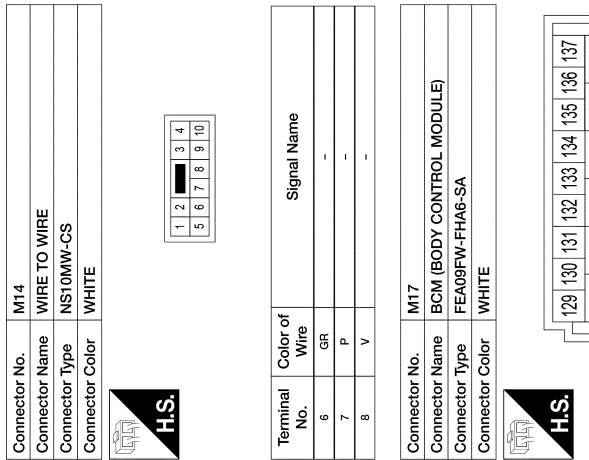 Connector No. M14
Connector Name WIRE TO WIRE
Connector Type NS10MW-CS
Connector Color WHITE
H.S.
1 2 3 4
5 6 7 8 9 10
Terminal No. Color of Wire Signal Name
6 GR –
7 P –
8 V –
Connector No. M17
Connector Name BCM (BODY CONTROL MODULE)
Connector Type FEA09FW-FHA6-SA
Connector Color WHITE
H.S.
129 130 131 132 133 134 135 136 137